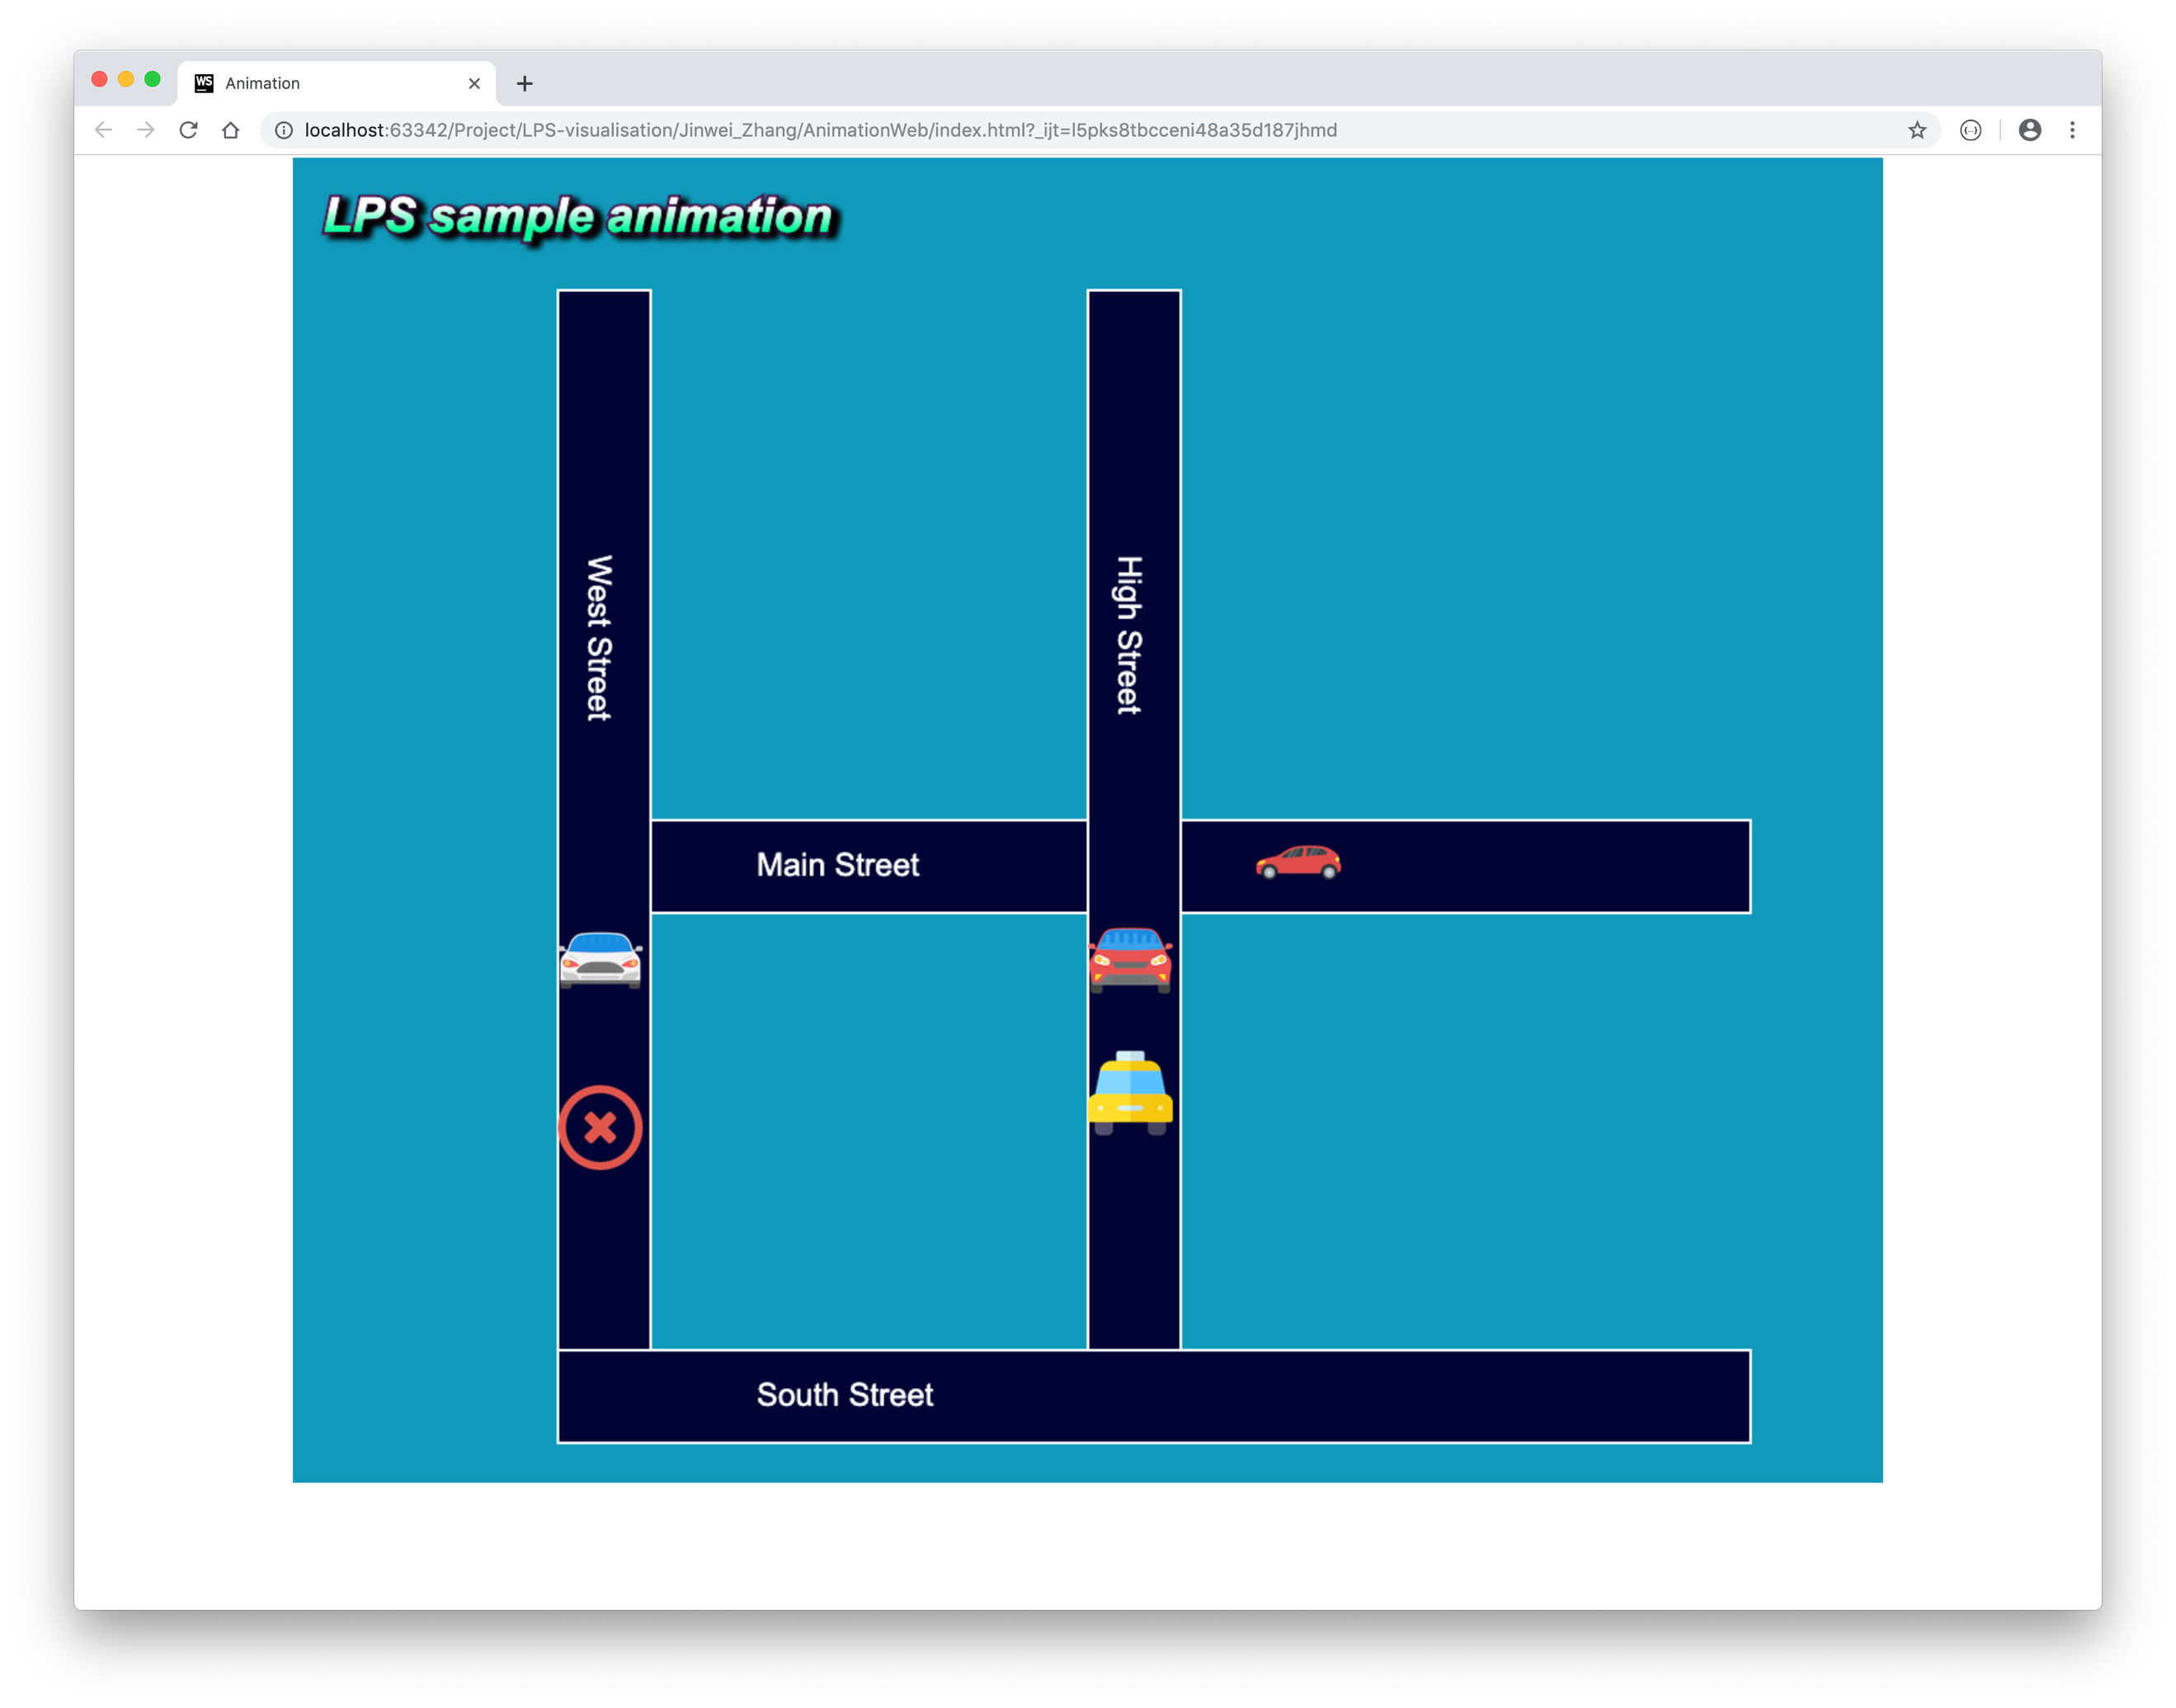 WS
Animation
localhost:63342/Project/LPS-visualisation/Jinwei_Zhang/AnimationWeb/index.html?_ijt=l5pks8tbcceni48a35d187jhmd
LPS sample animation
West Street
High Street
Main Street
South Street